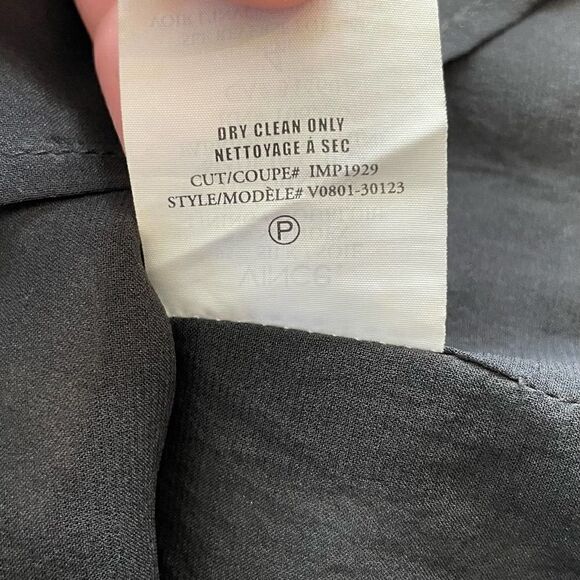 DRY CLEAN ONLY
NETTOYAGE À SEC
CUT/COUPE# IMP1929
STYLE/MODÈLE# V0801-30123
P